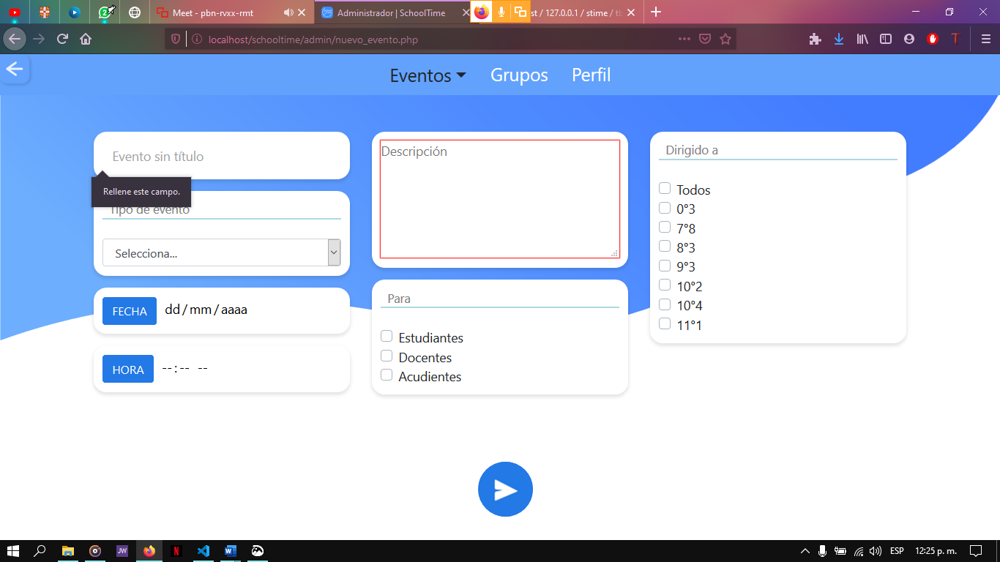 2
Meet - pbn-rvxx-rmt
Administrador | SchoolTime
st / 127.0.0.1 / stime / tb
localhost/schooltime/admin/nuevo_evento.php
T
Eventos
Grupos
Perfil
Evento sin título
Rellene este campo.
Tipo de evento
Selecciona...
FECHA
dd / mm / aaaa
HORA
-- : -- --
Descripción
Para
Estudiantes
Docentes
Acudientes
Dirigido a
Todos
0°3
7°8
8°3
9°3
10°2
10°4
11°1
JW
N
W
ESP
12:25 p. m.